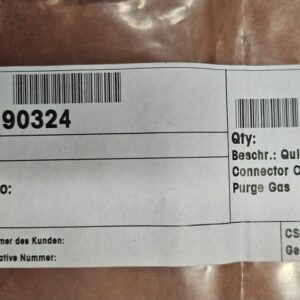 90324
o:
mer des Kunden:
ative Nummer:
Qty:
Beschr.: Qui
Connector C
Purge Gas
CS
Ge